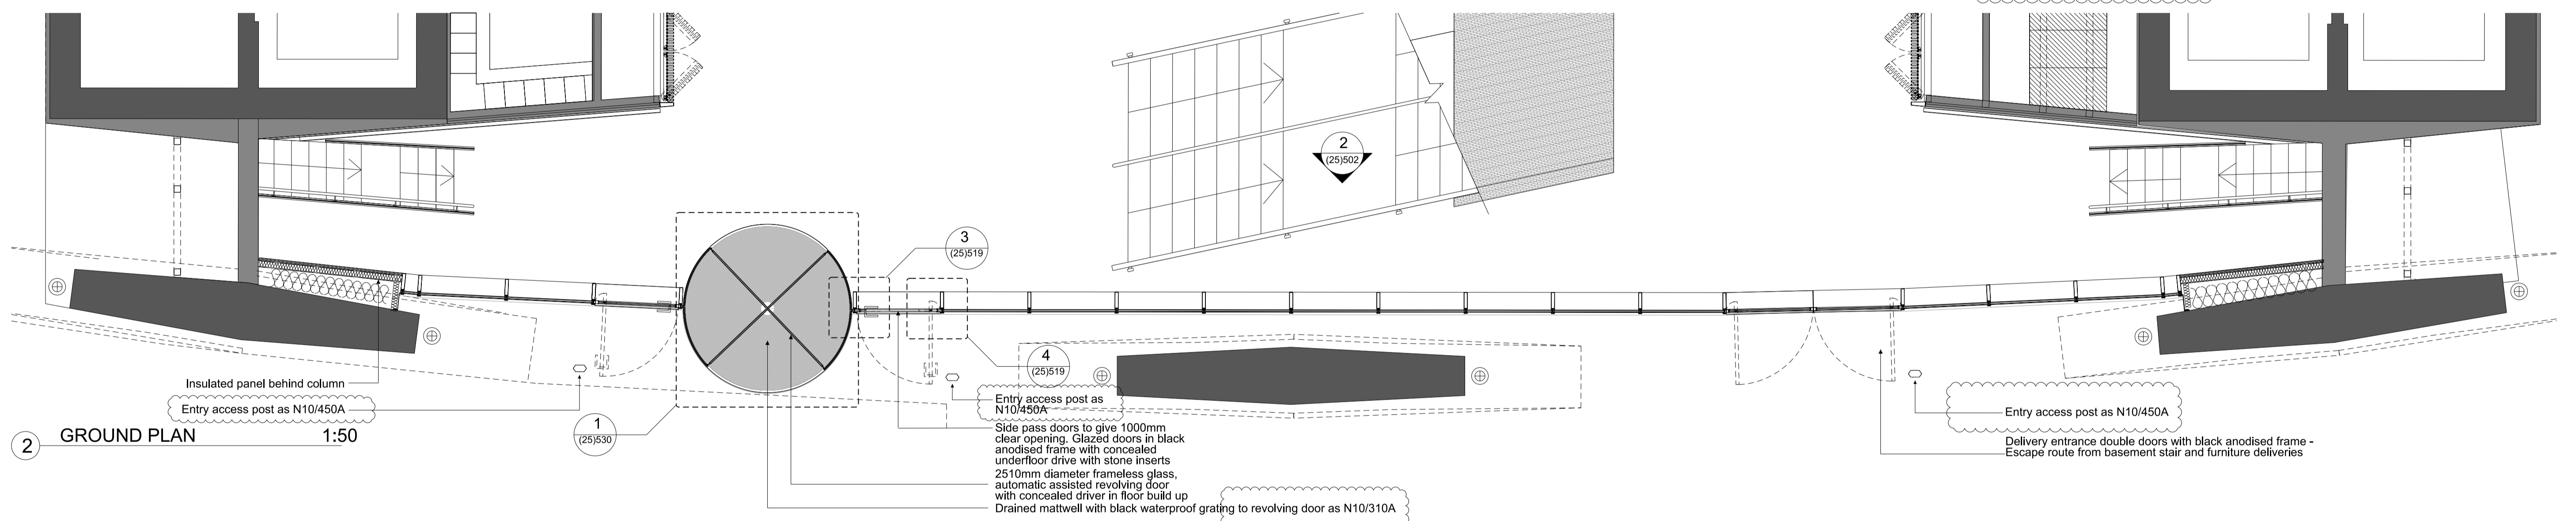 2
(25)502
3
(25)519
4
(25)519
1
(25)530
Insulated panel behind column
Entry access post as N10/450A
2 GROUND PLAN 1:50
Entry access post as
N10/450A
Side pass doors to give 1000mm
clear opening. Glazed doors in black
anodised frame with concealed
underfloor drive with stone inserts
2510mm diameter frameless glass,
automatic assisted revolving door
with concealed driver in floor build up
Drained mattwell with black waterproof grating to revolving door as N10/310A
Entry access post as N10/450A
Delivery entrance double doors with black anodised frame -
Escape route from basement stair and furniture deliveries